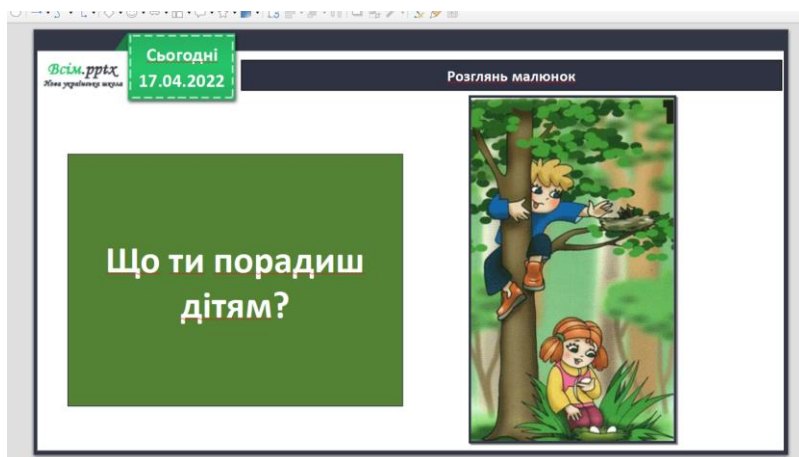 Сьогодні
17.04.2022
Всім.pptx
Нова українська школа
Розглянь малюнок
Що ти порадиш
дітям?